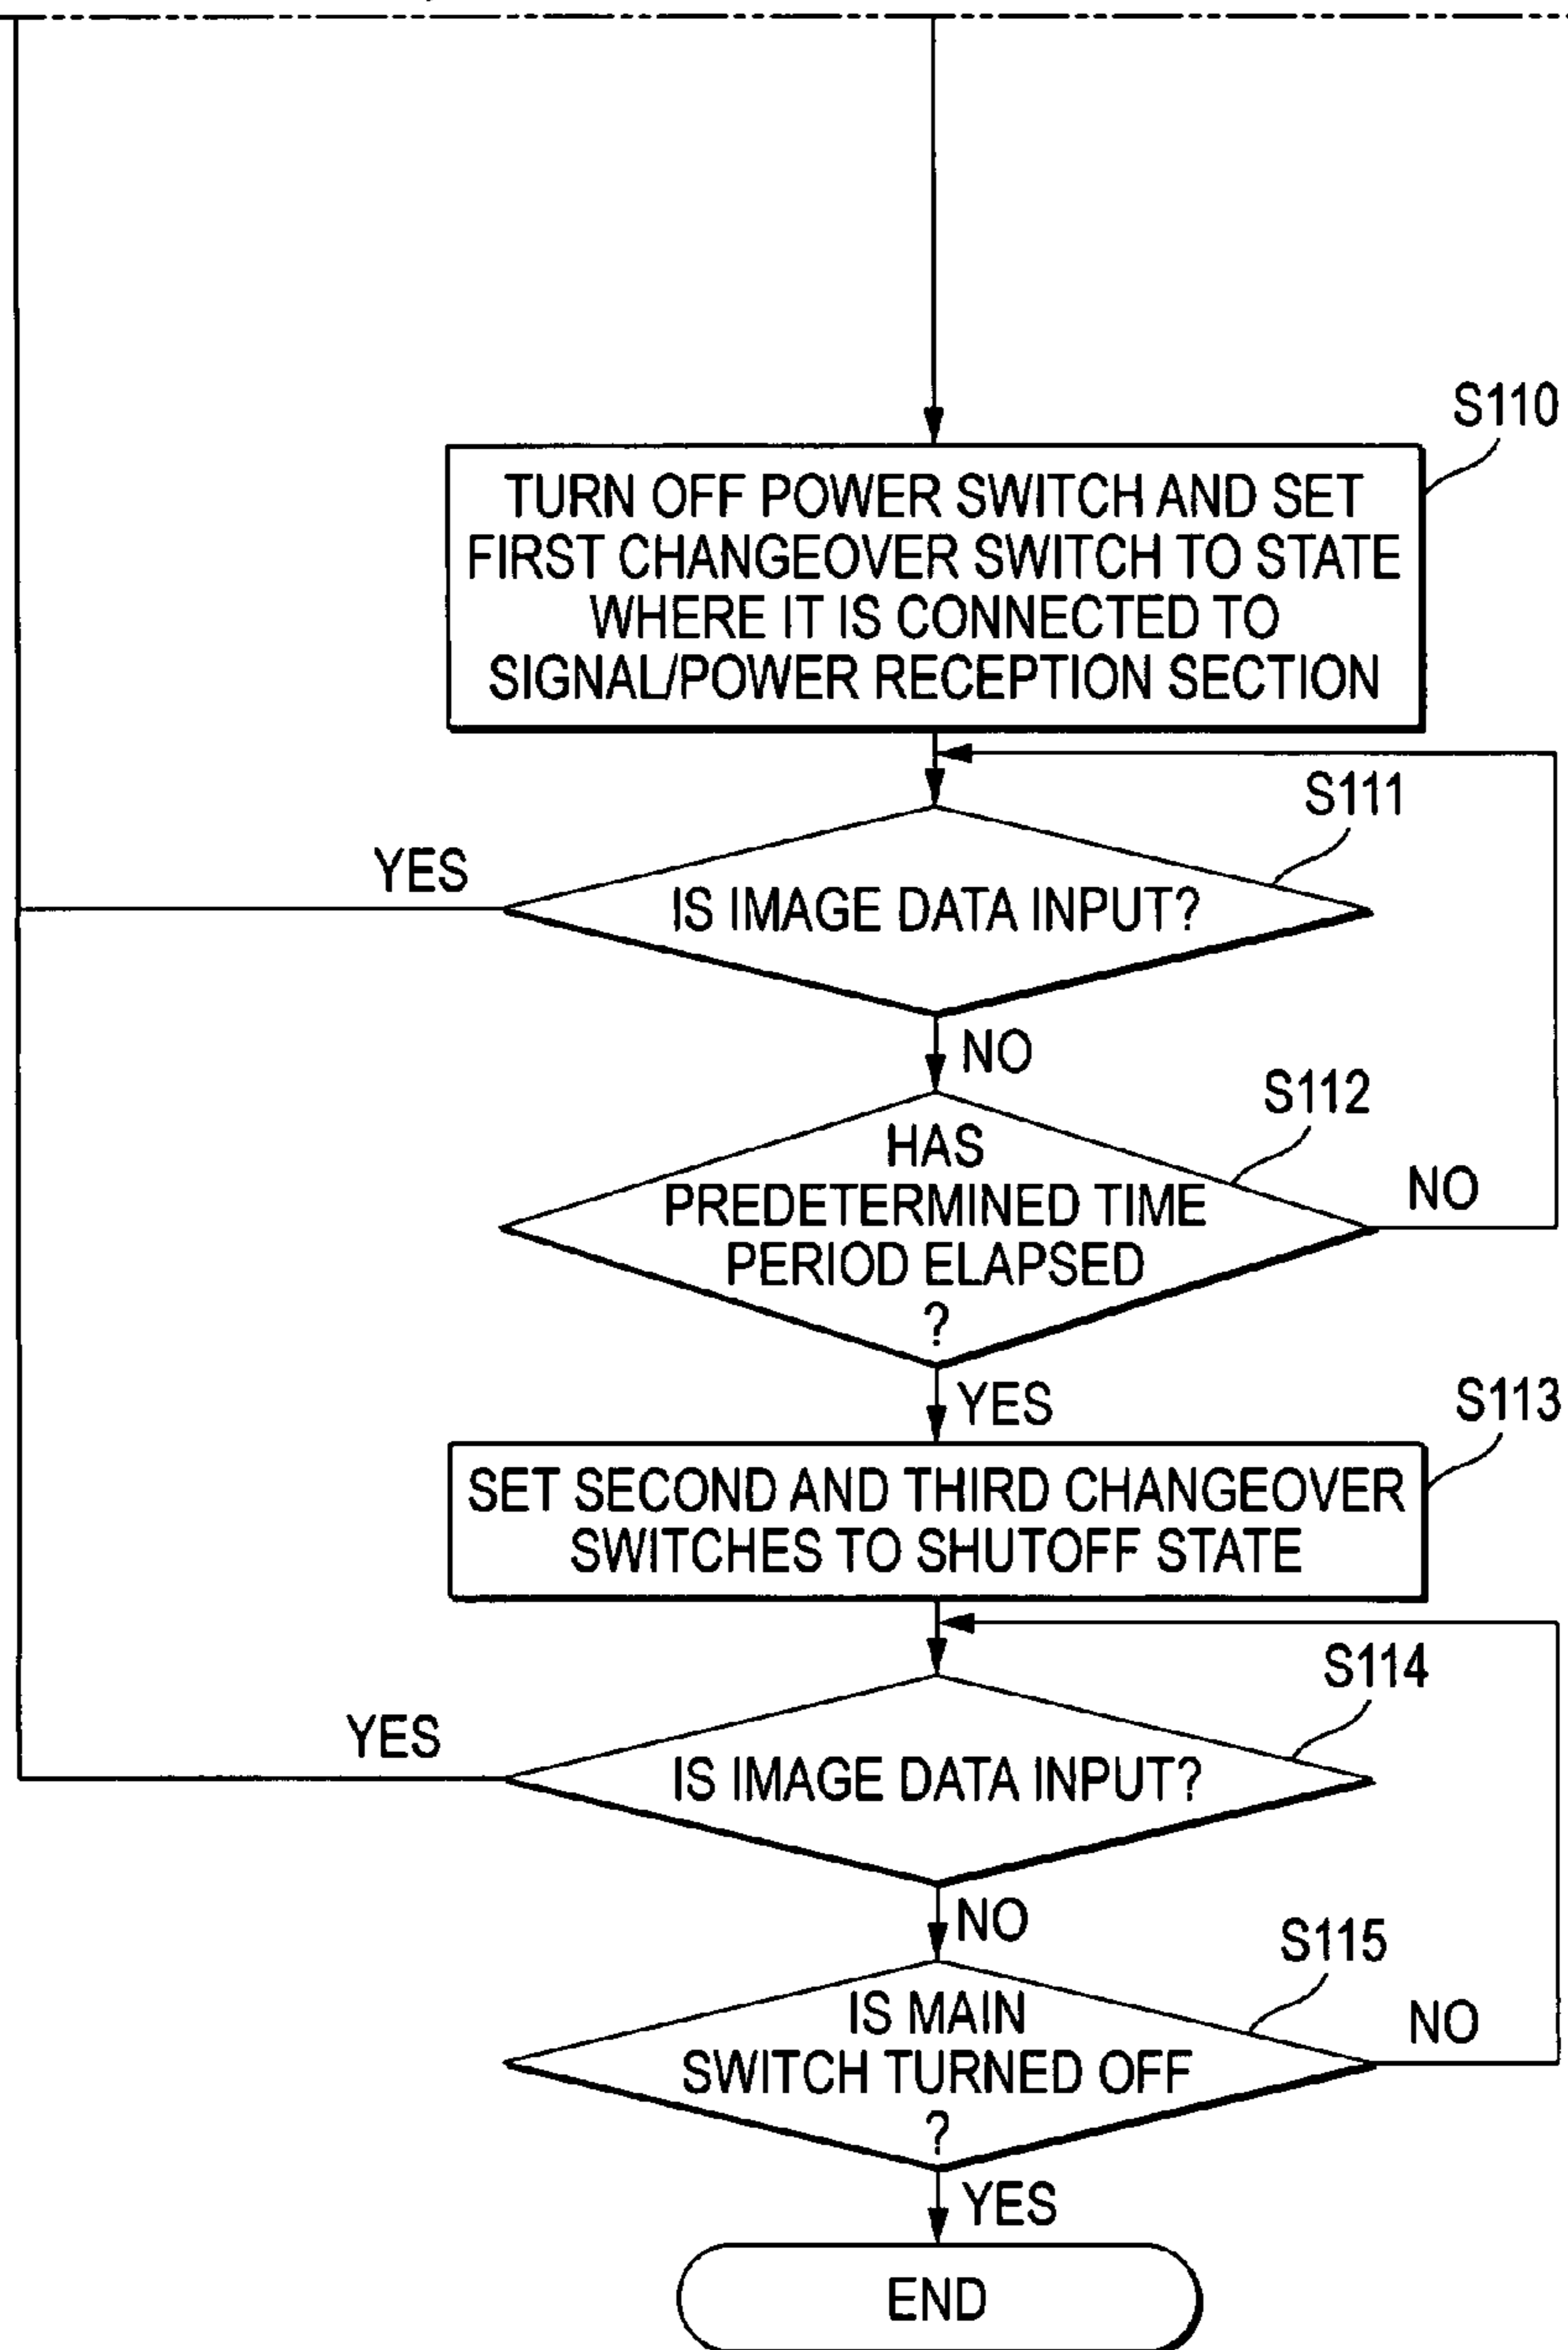 S110
TURN OFF POWER SWITCH AND SET
FIRST CHANGEOVER SWITCH TO STATE
WHERE IT IS CONNECTED TO
SIGNAL/POWER RECEPTION SECTION
S111
YES
IS IMAGE DATA INPUT?
NO
S112
HAS
PREDETERMINED TIME
PERIOD ELAPSED
?
NO
YES
S113
SET SECOND AND THIRD CHANGEOVER
SWITCHES TO SHUTOFF STATE
S114
YES
IS IMAGE DATA INPUT?
NO
S115
IS MAIN
SWITCH TURNED OFF
?
NO
YES
END